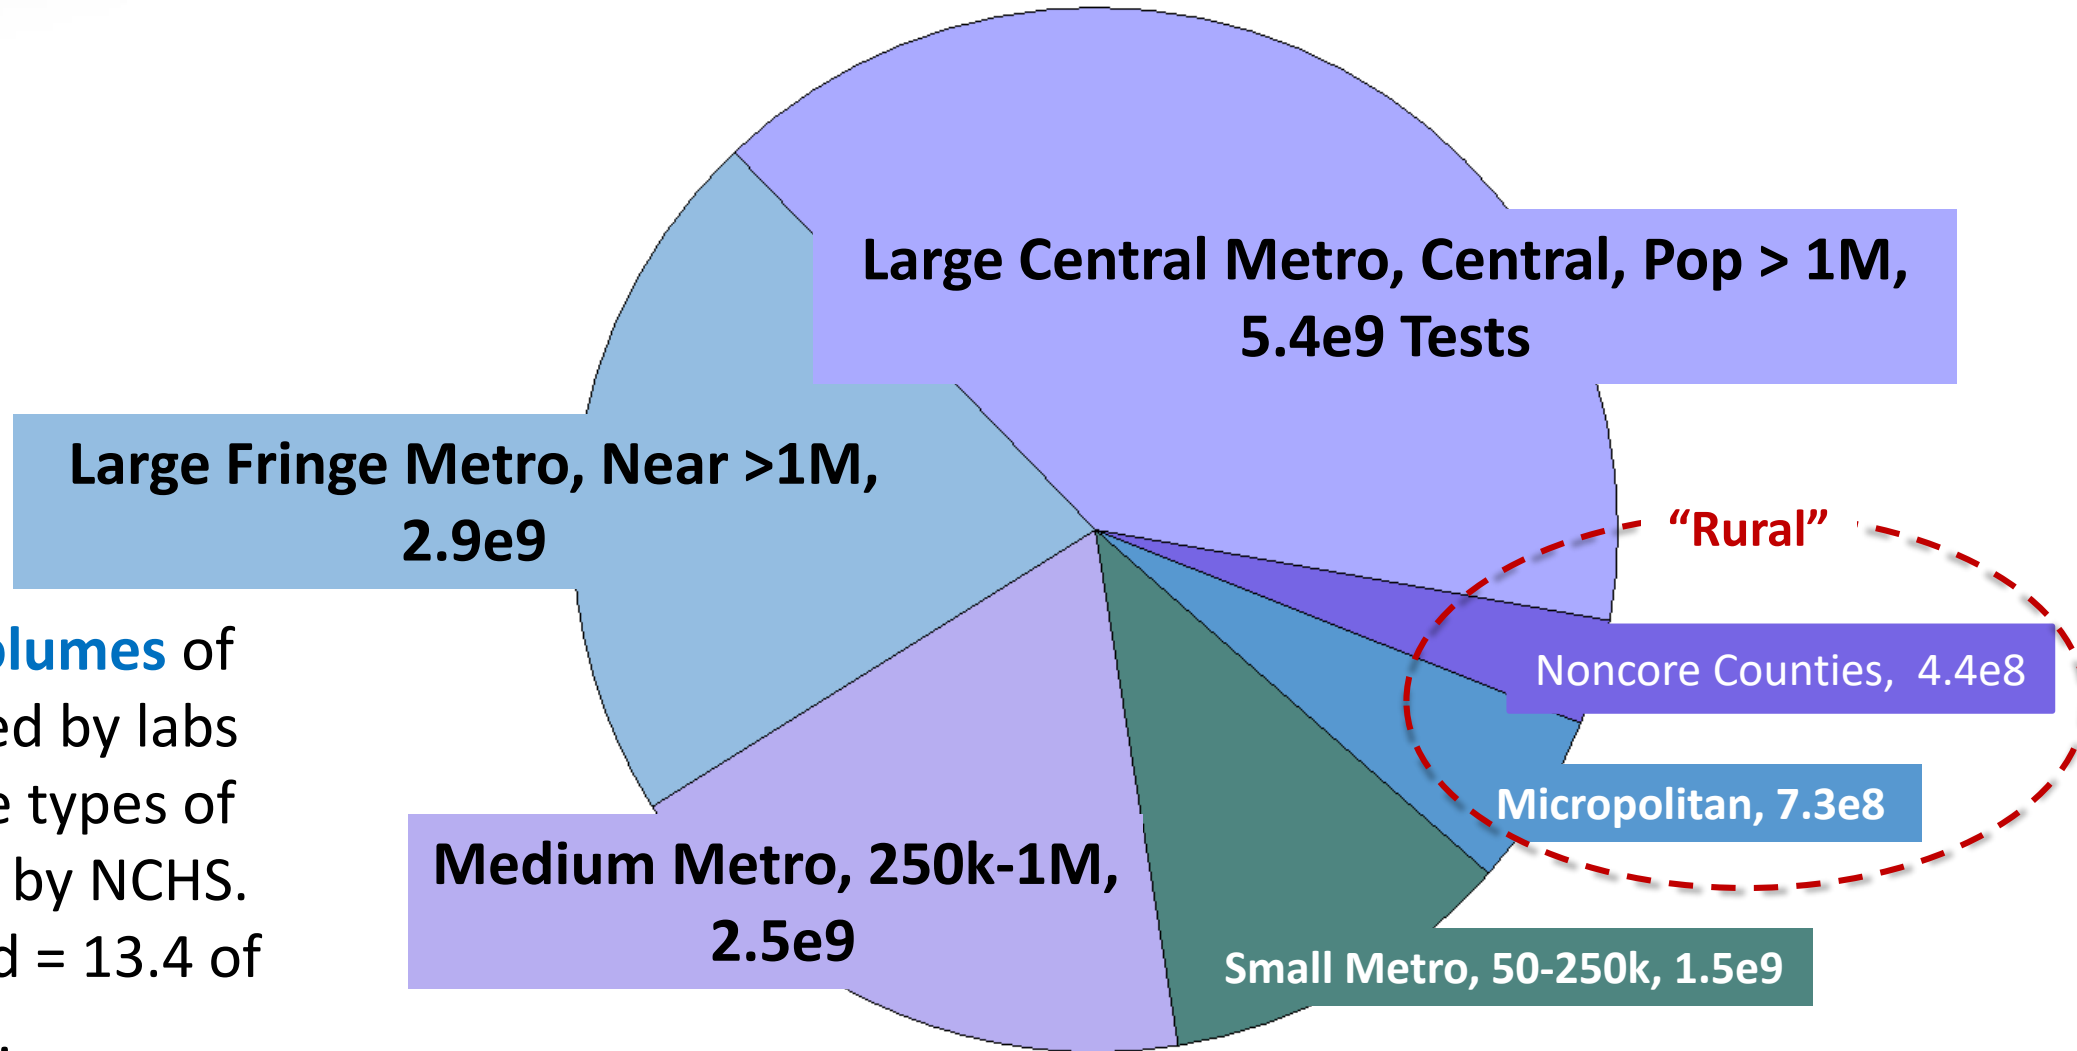 Large Central Metro, Central, Pop > 1M,
5.4e9 Tests
Large Fringe Metro, Near >1M,
2.9e9
“Rural”
Noncore Counties,  4.4e8
Micropolitan, 7.3e8
Medium Metro, 250k-1M,
2.5e9
Small Metro, 50-250k, 1.5e9
of
by labs
types of
by NCHS.
= 13.4 of